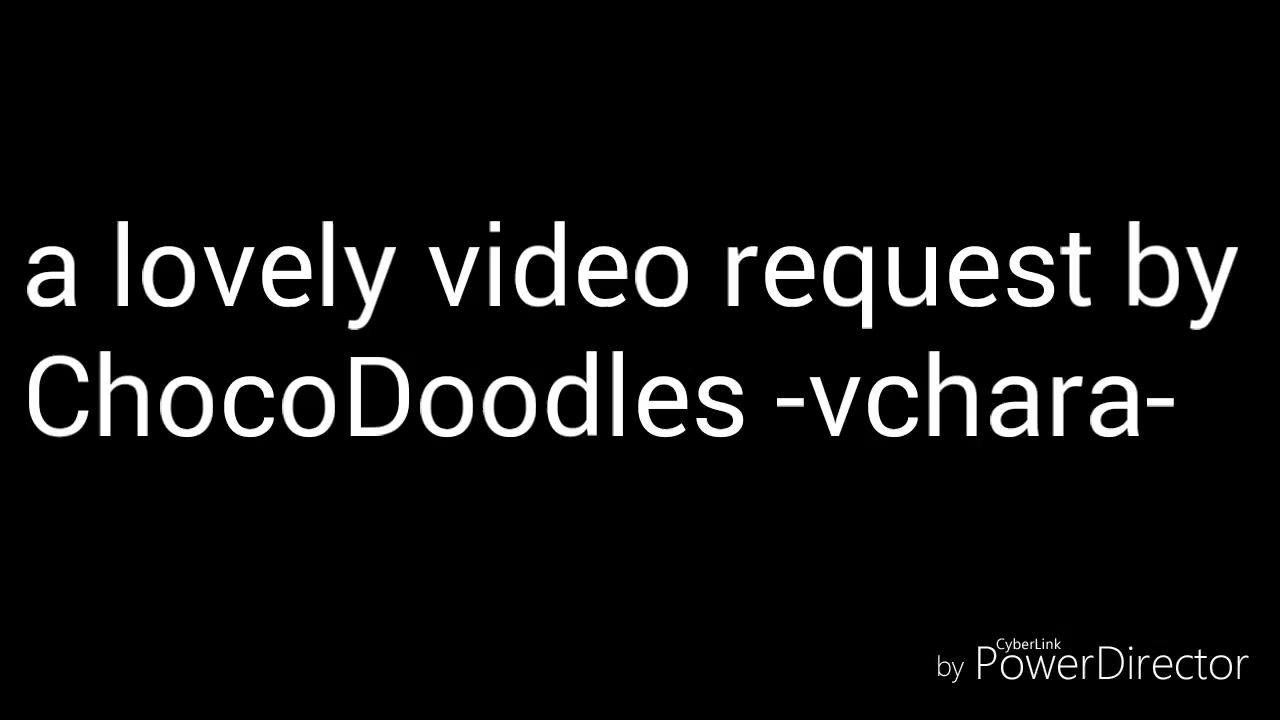 a lovely video request by
ChocoDoodles -vchara-
CyberLink
by PowerDirector